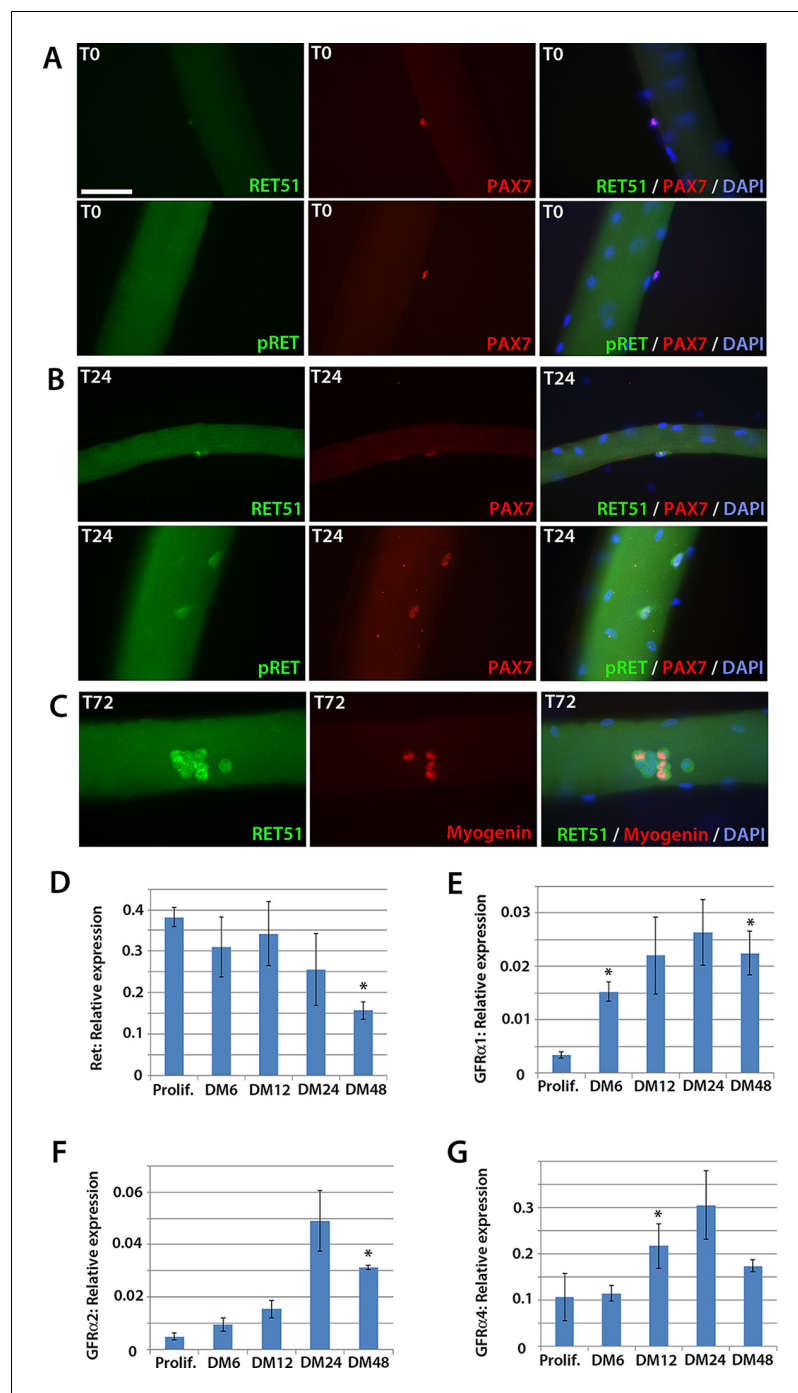 A
T0
T0
T0
RET51
PAX7
RET51 / PAX7 / DAPI
T0
T0
T0
pRET
PAX7
pRET / PAX7 / DAPI
B
T24
T24
T24
RET51
PAX7
RET51 / PAX7 / DAPI
T24
T24
T24
pRET
PAX7
pRET / PAX7 / DAPI
C
T72
T72
T72
RET51
Myogenin
RET51 / Myogenin / DAPI
D
Ret: Relative expression
0.4
0.3
0.2
0.1
0
*
Prolif. DM6 DM12 DM24 DM48
E
GFRα1: Relative expression
0.03
0.02
0.01
0
*
*
Prolif. DM6 DM12 DM24 DM48
F
GFRα2: Relative expression
0.06
0.04
0.02
0
*
Prolif. DM6 DM12 DM24 DM48
G
GFRα4: Relative expression
0.3
0.2
0.1
0
*
Prolif. DM6 DM12 DM24 DM48